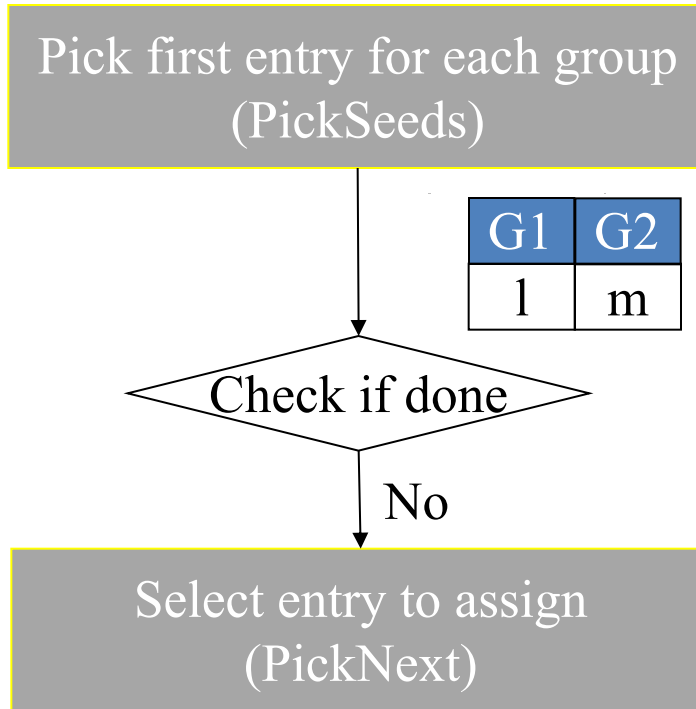 Pick first entry for each group
(PickSeeds)
G1 G2
l m
Check if done
No
Select entry to assign
(PickNext)